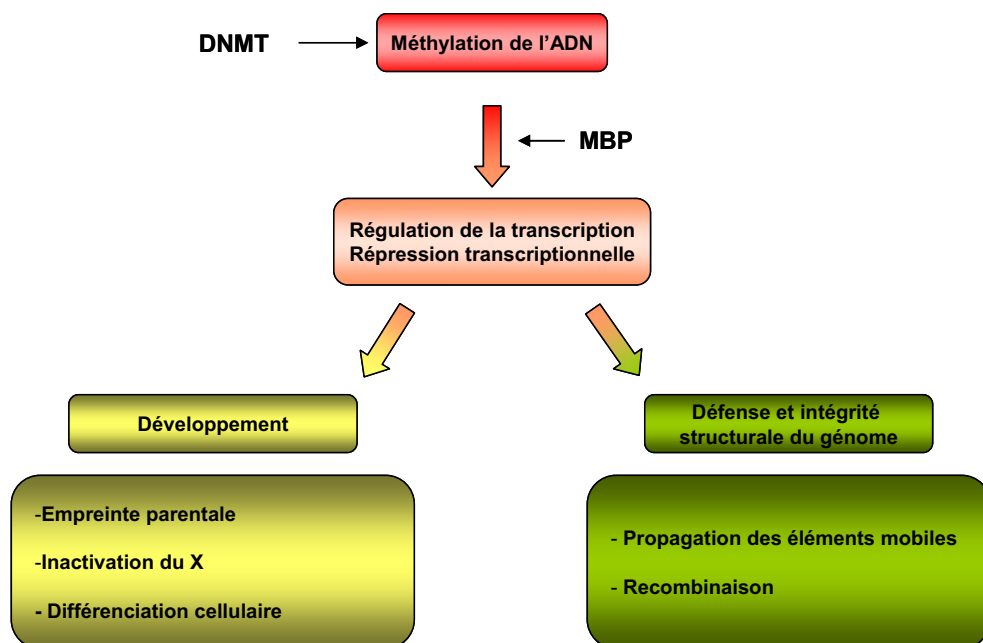 DNMT
Méthylation de l'ADN
MBP
Régulation de la transcription
Répression transcriptionnelle
Développement
Défense et intégrité
structurale du génome
-Empreinte parentale
-Inactivation du X
- Différenciation cellulaire
- Propagation des éléments mobiles
- Recombinaison